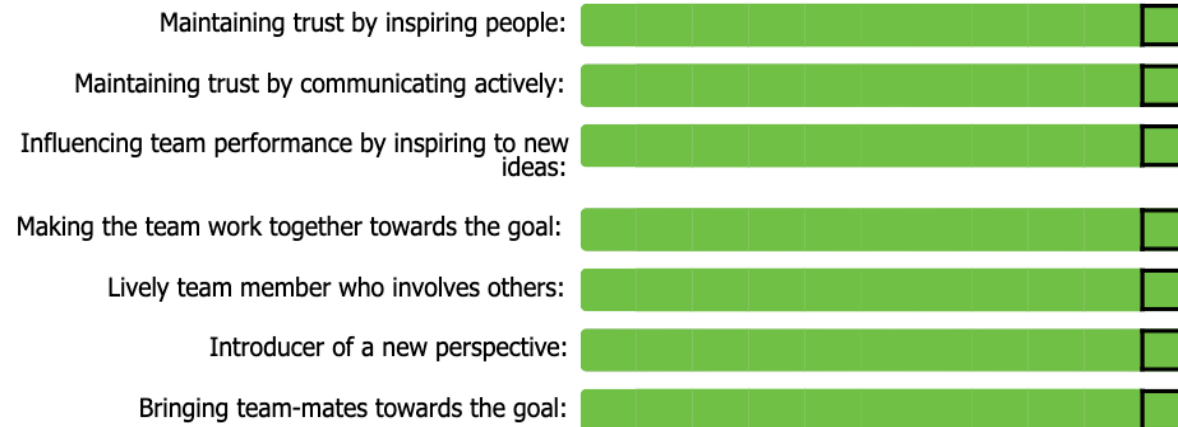 Maintaining trust by inspiring people:
Maintaining trust by communicating actively:
Influencing team performance by inspiring to new
ideas:
Making the team work together towards the goal:
Lively team member who involves others:
Introducer of a new perspective:
Bringing team-mates towards the goal: